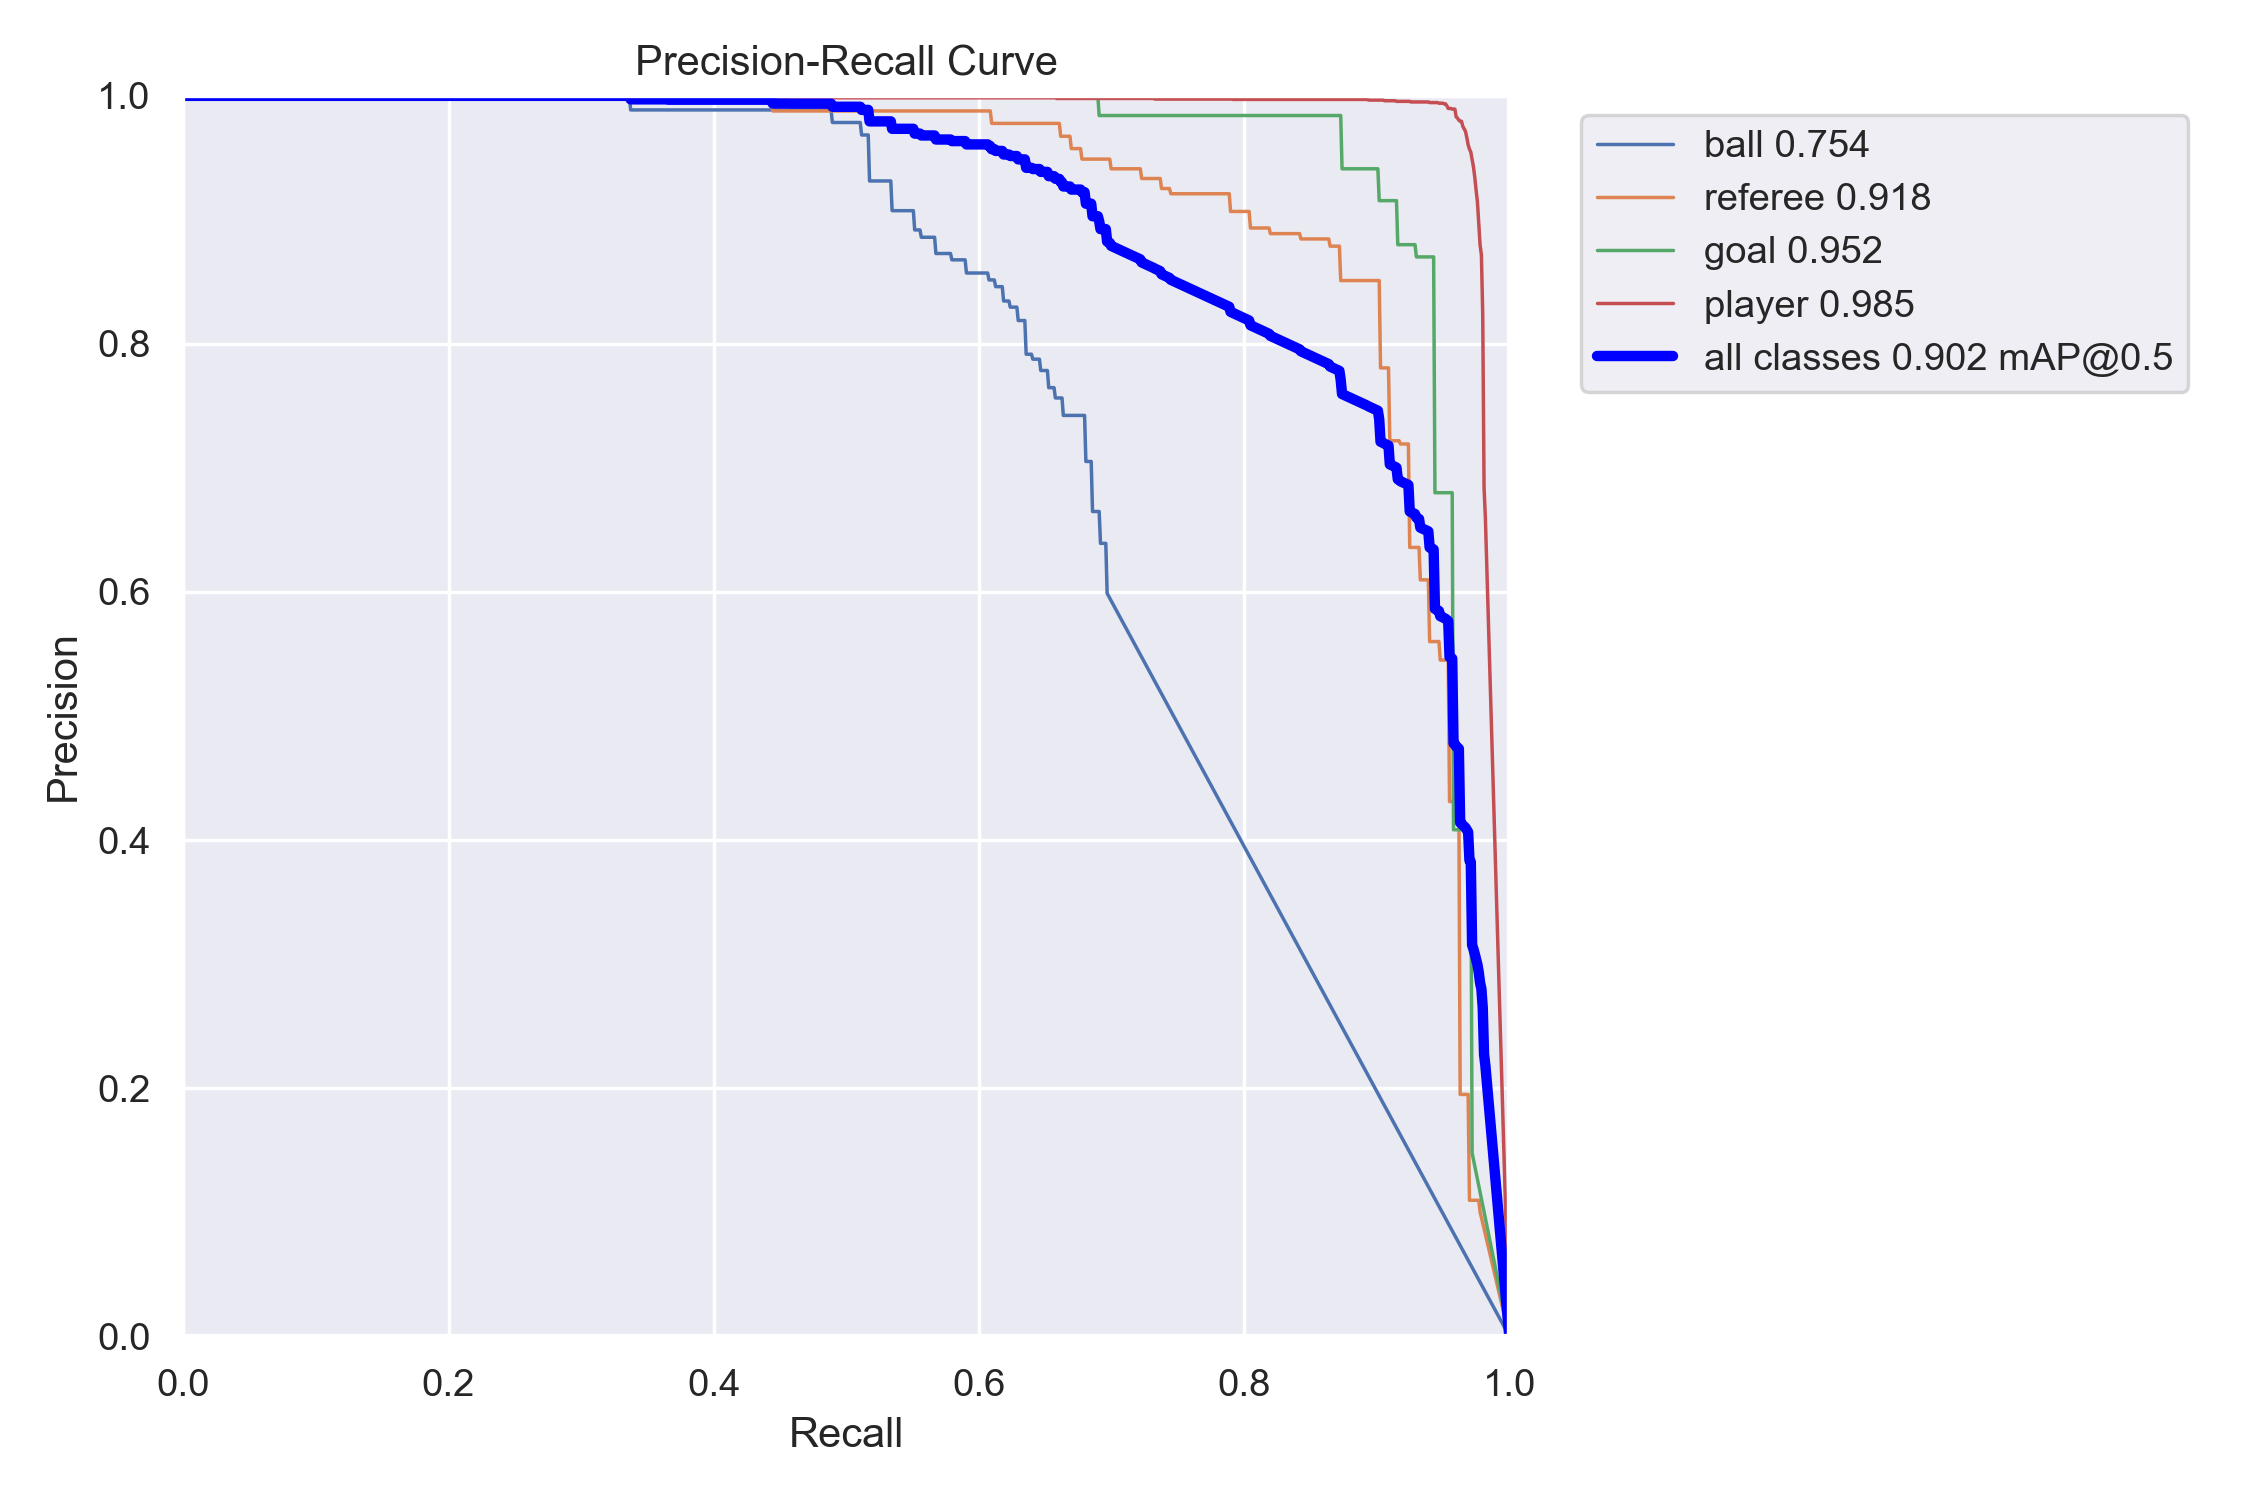 Precision-Recall Curve
1.0
0.8
0.6
0.4
0.2
0.0
Precision
0.0 0.2 0.4 0.6 0.8 1.0
Recall
ball 0.754
referee 0.918
goal 0.952
player 0.985
all classes 0.902 mAP@0.5